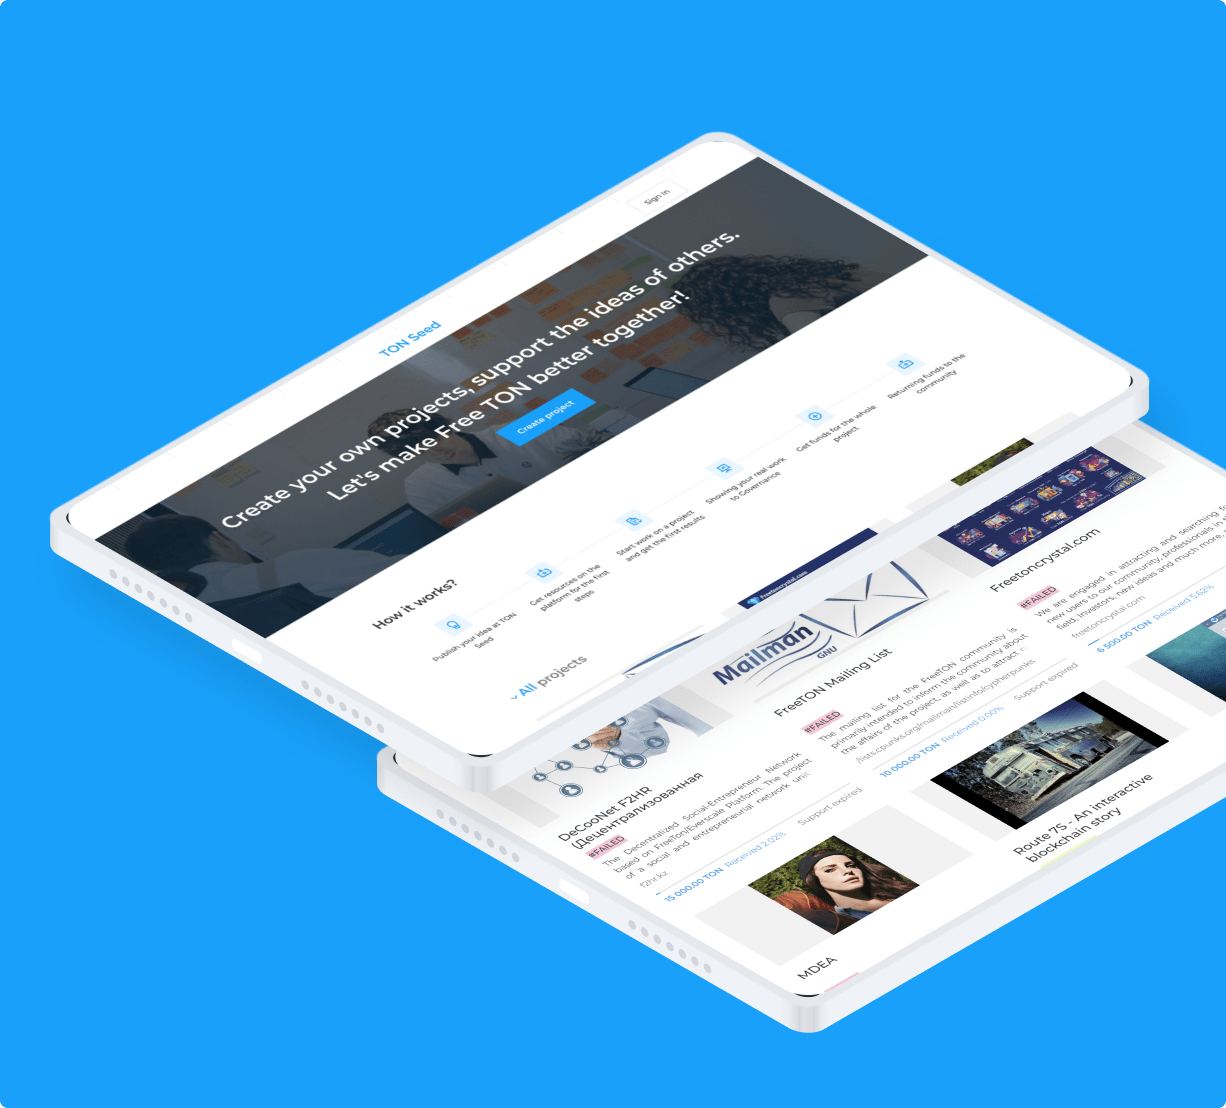 Sign In
TON Seed
Create your own projects, support the ideas of others.
Let's make Free TON better together!
Create project
How it works?
Publish your idea at TON
Seed
Get resources on the
platform for the first
steps
Start work on a project
and get the first results
Showing your real work
to Governance
Get funds for the whole
project
Returning funds to the
community
All projects
freetoncrystal.com
Mailman
GNU
DeCooNet F2HR
(Децентрализованная
#FAILED
The Decentralized Social-Entrepreneur Network
based on FreeTon/Everscale Platform. The project
of a social and entrepreneurial network
f2hr.kz
15 000.00 TON Received 2.02%
Support expired
FreeTON Mailing List
#FAILED
The mailing list for the FreeTON community is
primarily intended to inform the community about
the affairs of the project, as well as to attract
/lists.cpunks.org/mailman/listinfo/cypherpunks
10 000.00 TON Received 0.00%
Support expired
Freetoncrystal.com
#FAILED
We are engaged in attracting and searching
new users to our community, professionals in
field, investors, new ideas and much more,
freetoncrystal.com
6 500.00 TON Received 5.62%
MDEA
Route 7S - An interactive
blockchain story